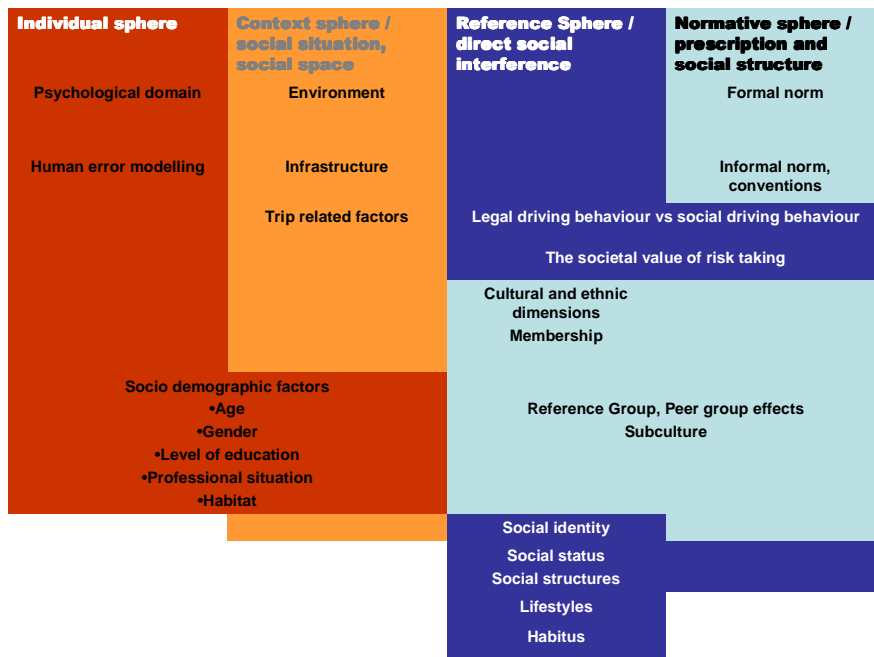 Individual sphere
Context sphere /
social situation,
social space
Reference Sphere /
direct social
interference
Normative sphere /
prescription and
social structure
Psychological domain
Environment
Formal norm
Human error modelling
Infrastructure
Informal norm,
conventions
Trip related factors
Legal driving behaviour vs social driving behaviour
The societal value of risk taking
Cultural and ethnic
dimensions
Membership
Socio demographic factors
•Age
•Gender
•Level of education
•Professional situation
•Habitat
Reference Group, Peer group effects
Subculture
Social identity
Social status
Social structures
Lifestyles
Habitus